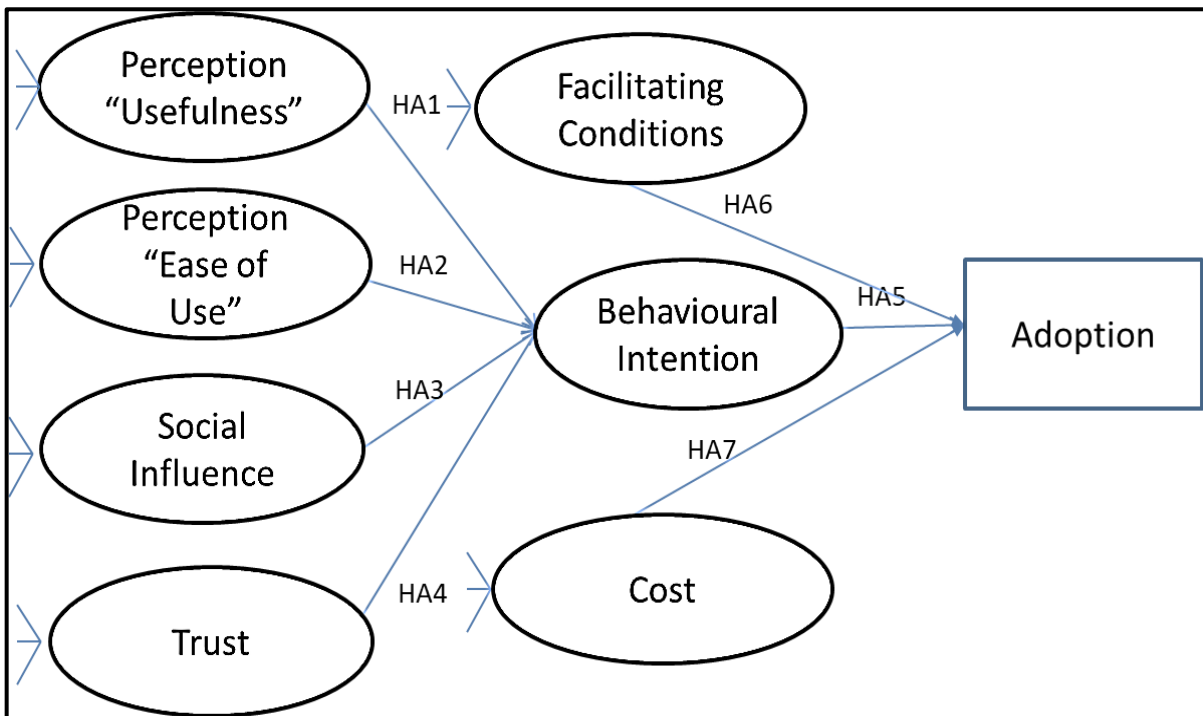 Perception
“Usefulness”
HA1
Facilitating
Conditions
HA6
Perception
“Ease of
Use”
HA2
Behavioural
Intention
HA5
Adoption
Social
Influence
HA3
HA7
Trust
HA4
Cost